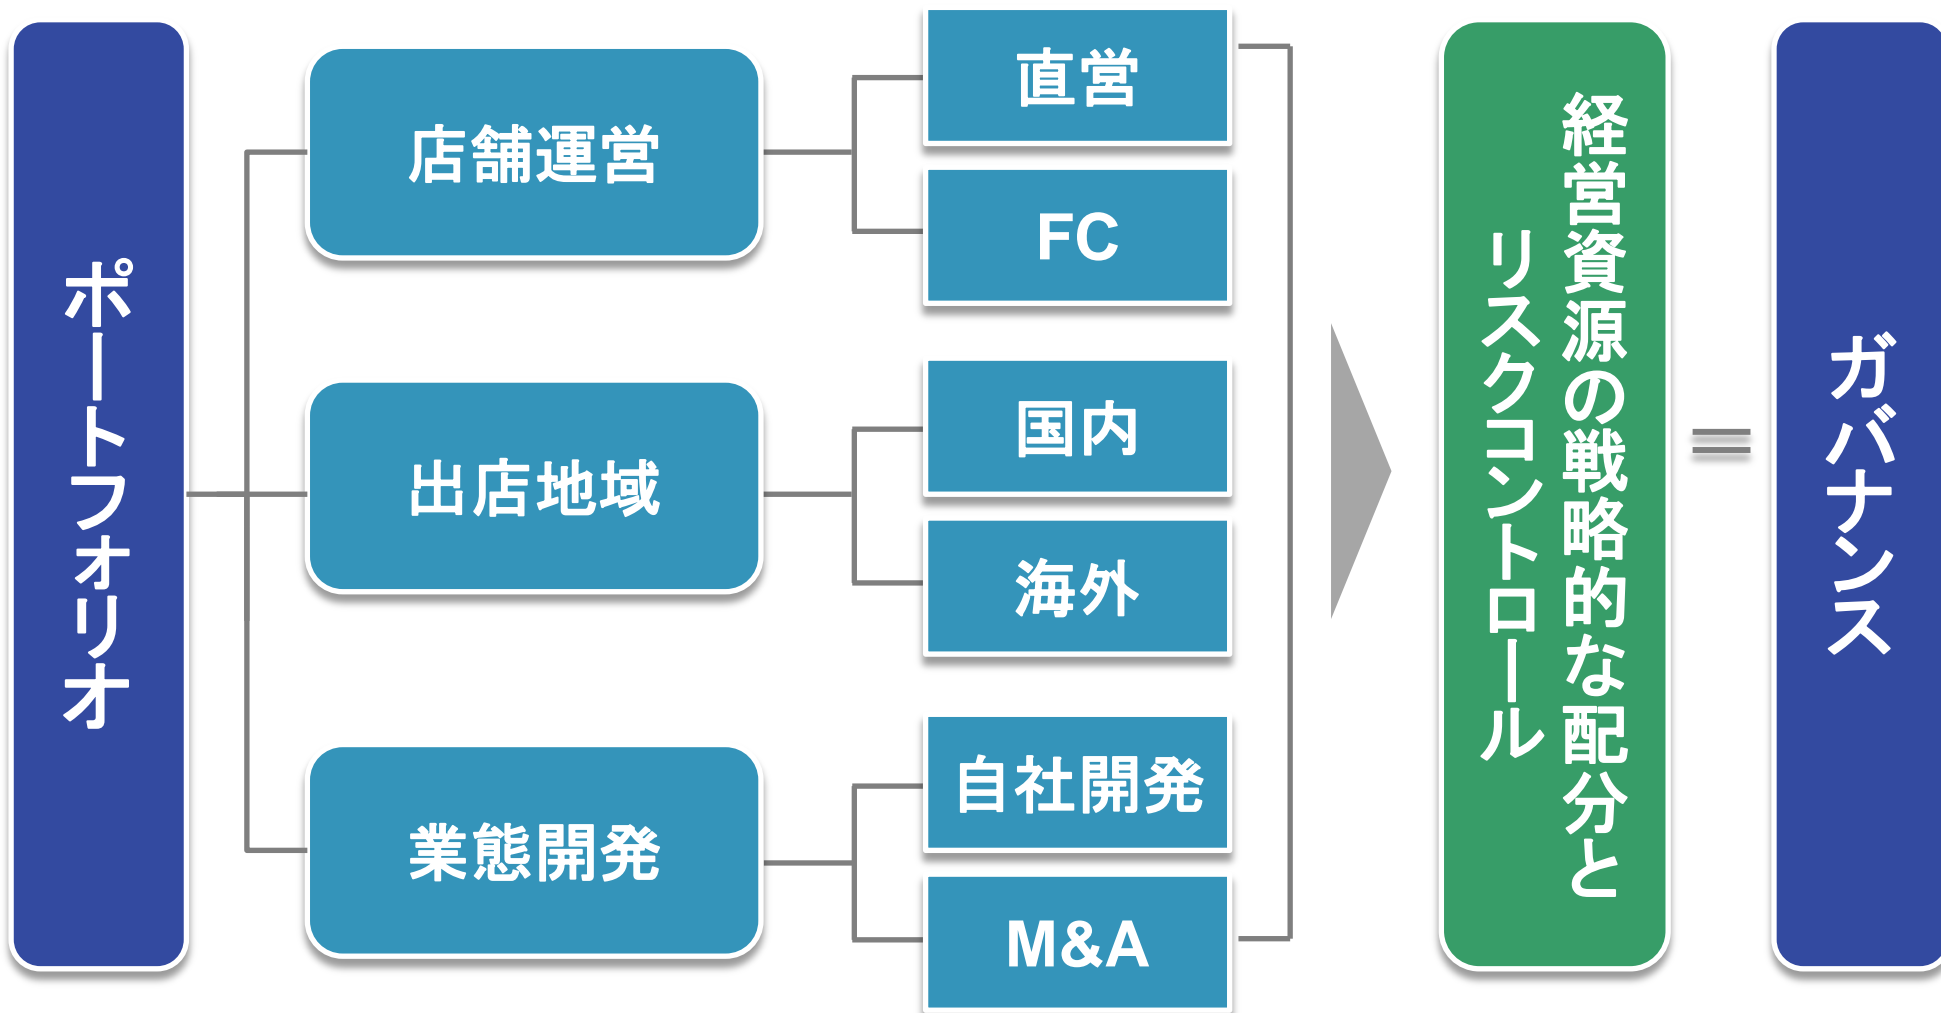 ポートフォリオ
店舗運営
直営
FC
出店地域
国内
海外
業態開発
自社開発
M&A
経営資源の戦略的な配分と
リスクコントロール
=
ガバナンス